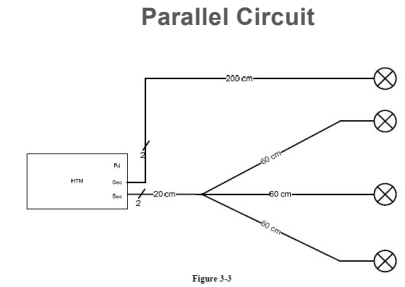 Parallel Circuit
200 cm
2
60 cm
Pri
HTM
Sec
Sec
2
20 cm
60 cm
60 cm
Figure 3-3